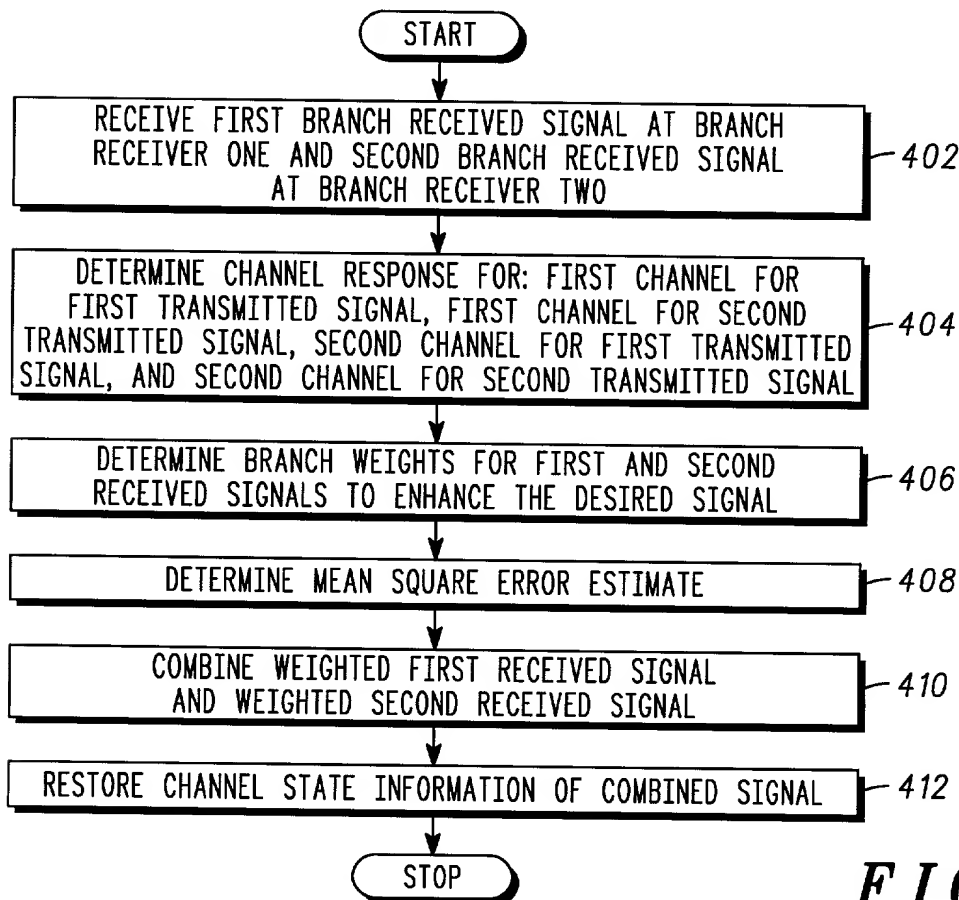 START
RECEIVE FIRST BRANCH RECEIVED SIGNAL AT BRANCH
RECEIVER ONE AND SECOND BRANCH RECEIVED SIGNAL
AT BRANCH RECEIVER TWO
402
DETERMINE CHANNEL RESPONSE FOR: FIRST CHANNEL FOR
FIRST TRANSMITTED SIGNAL, FIRST CHANNEL FOR SECOND
TRANSMITTED SIGNAL, SECOND CHANNEL FOR FIRST TRANSMITTED
SIGNAL, AND SECOND CHANNEL FOR SECOND TRANSMITTED SIGNAL
404
DETERMINE BRANCH WEIGHTS FOR FIRST AND SECOND
RECEIVED SIGNALS TO ENHANCE THE DESIRED SIGNAL
406
DETERMINE MEAN SQUARE ERROR ESTIMATE
408
COMBINE WEIGHTED FIRST RECEIVED SIGNAL
AND WEIGHTED SECOND RECEIVED SIGNAL
410
RESTORE CHANNEL STATE INFORMATION OF COMBINED SIGNAL
412
STOP